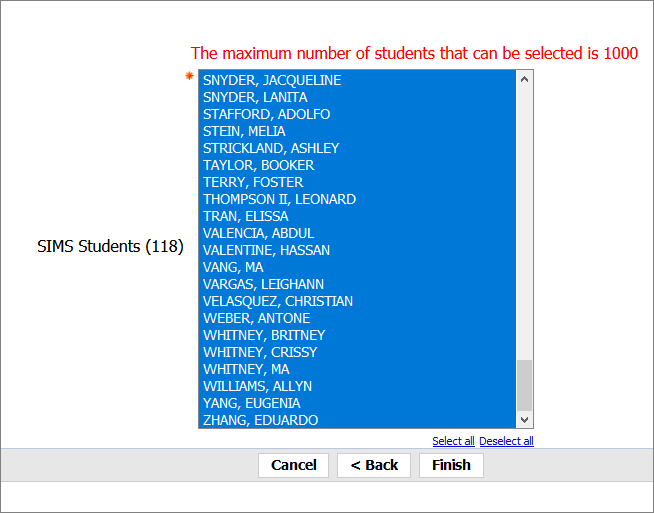 The maximum number of students that can be selected is 1000
SNYDER, JACQUELINE
SNYDER, LANITA
STAFFORD, ADOLFO
STEIN, MELIA
STRICKLAND, ASHLEY
TAYLOR, BOOKER
TERRY, FOSTER
THOMPSON II, LEONARD
TRAN, ELISSA
VALENCIA, ABDUL
SIMS Students (118)
VALENTINE, HASSAN
VANG, MA
VARGAS, LEIGHANN
VELASQUEZ, CHRISTIAN
WEBER, ANTONE
WHITNEY, BRITNEY
WHITNEY, CRISSY
WHITNEY, MA
WILLIAMS, ALLYN
YANG, EUGENIA
ZHANG, EDUARDO
Select all Deselect all
Cancel < Back Finish